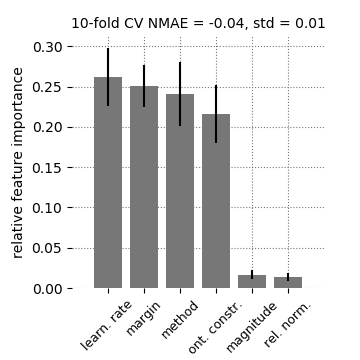 10-fold CV NMAE = -0.04, std = 0.01
relative feature importance
0.30
0.25
0.20
0.15
0.10
0.05
0.00
learn. rate
margin
method
ont. constr.
magnitude
rel. norm.